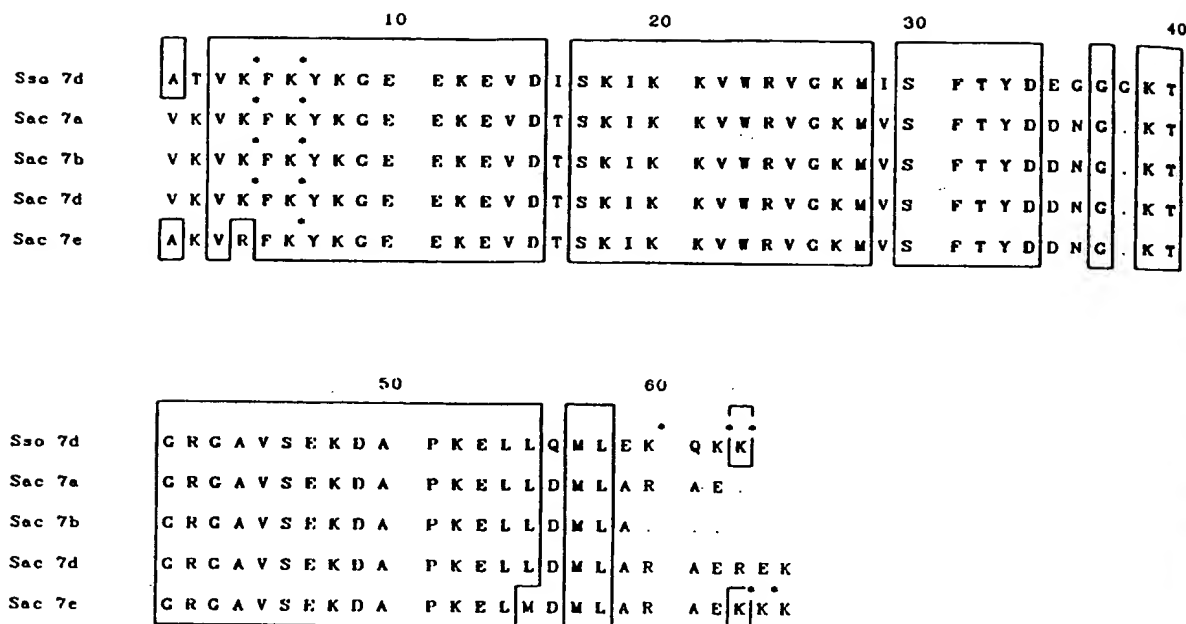 10 20 30 40
Sso 7d A T V K F K Y K G E E K E V D I S K I K K V W R V G K M I S F T Y D E G G G K T
Sac 7a V K V K F K Y K G E E K E V D T S K I K K V W R V G K M V S F T Y D D N G . K T
Sac 7b V K V K F K Y K G E E K E V D T S K I K K V W R V G K M V S F T Y D D N G . K T
Sac 7d V K V K F K Y K G E E K E V D T S K I K K V W R V G K M V S F T Y D D N G . K T
Sac 7e A K V R F K Y K G E E K E V D T S K I K K V W R V G K M V S F T Y D D N G . K T
50 60
Sso 7d G R G A V S E K D A P K E L L Q M L E K Q K K
Sac 7a G R G A V S E K D A P K E L L D M L A R A E .
Sac 7b G R G A V S E K D A P K E L L D M L A . . .
Sac 7d G R G A V S E K D A P K E L L D M L A R A E R E K
Sac 7e G R G A V S E K D A P K E L M D M L A R A E K K K